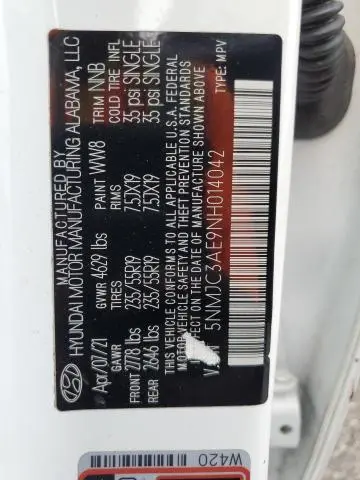 MANUFACTURED BY
HYUNDAI MOTOR MANUFACTURING ALABAMA, LLC
Apr/07/21 GVWR 4629 lbs PAINT WW8 TRIM NNB
GAWR TIRES RIMS COLD TIRE INFL
FRONT 2778 lbs 235/55R19 7.5JX19 35 psi SINGLE
REAR 2646 lbs 235/55R19 7.5JX19 35 psi SINGLE
THIS VEHICLE CONFORMS TO THE APPLICABLE U.S.A. FEDERAL
MOTOR VEHICLE SAFETY AND THEFT PREVENTION STANDARDS
IN EFFECT ON THE DATE OF MANUFACTURE SHOWN ABOVE
5NMJC3AE9NH014042 TYPE: MPV
W420